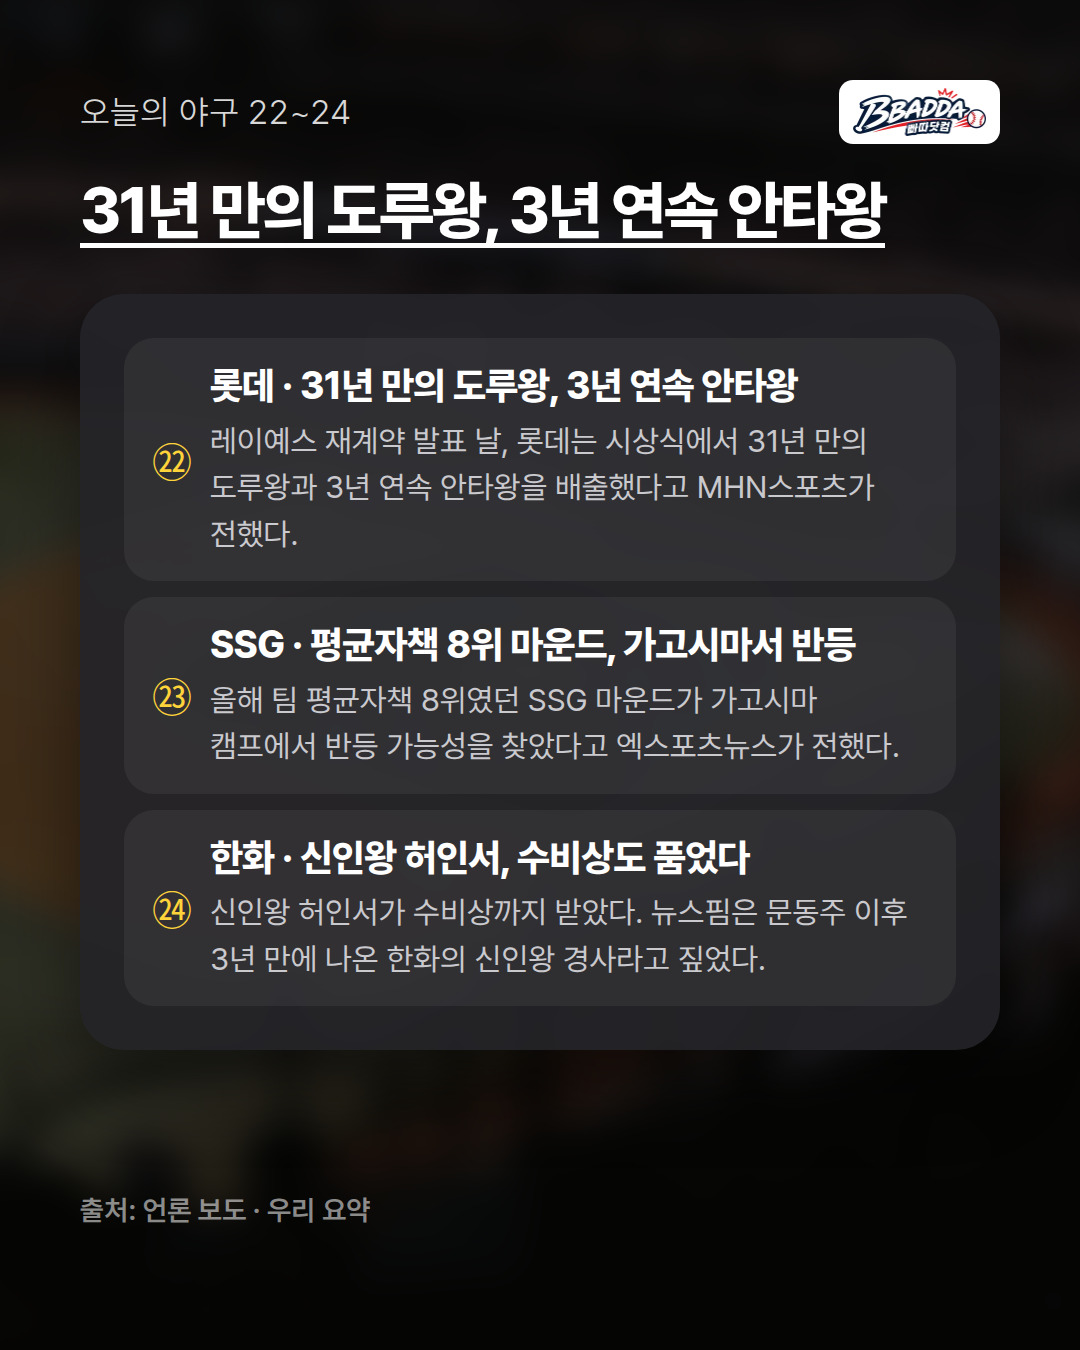 오늘의 야구 22~24
BBADDA
빠따닷컴
31년 만의 도루왕, 3년 연속 안타왕
롯데 · 31년 만의 도루왕, 3년 연속 안타왕
㉒
레이예스 재계약 발표 날, 롯데는 시상식에서 31년 만의
도루왕과 3년 연속 안타왕을 배출했다고 MHN스포츠가
전했다.
SSG · 평균자책 8위 마운드, 가고시마서 반등
㉓
올해 팀 평균자책 8위였던 SSG 마운드가 가고시마
캠프에서 반등 가능성을 찾았다고 엑스포츠뉴스가 전했다.
한화 · 신인왕 허인서, 수비상도 품었다
㉔
신인왕 허인서가 수비상까지 받았다. 뉴스핌은 문동주 이후
3년 만에 나온 한화의 신인왕 경사라고 짚었다.
출처: 언론 보도 · 우리 요약